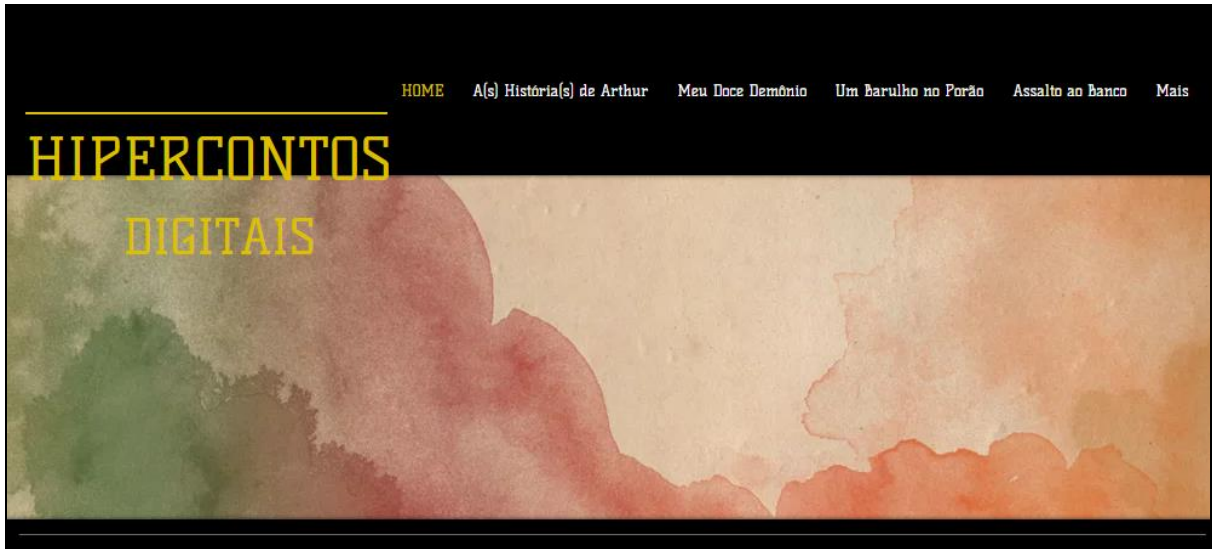 HOME A(s) História(s) de Arthur Meu Doce Demônio Um Barulho no Porão Assalto ao Banco Mais
HIPERCONTOS
DIGITAIS